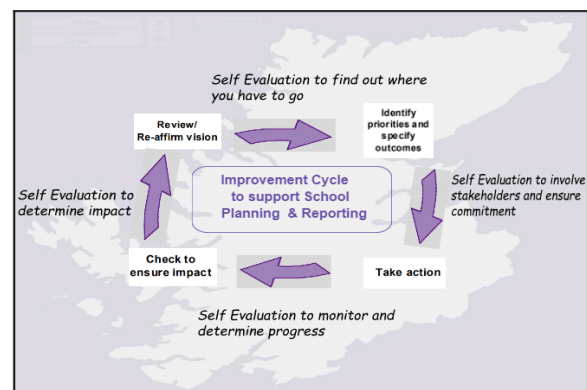 Self Evaluation to find out where
you have to go
Review/
Re-affirm vision
Identify
priorities and
specify
outcomes
Self Evaluation to
determine impact
Improvement Cycle
to support School
Planning & Reporting
Self Evaluation to involve
stakeholders and ensure
commitment
Check to
ensure impact
Take action
Self Evaluation to monitor and
determine progress